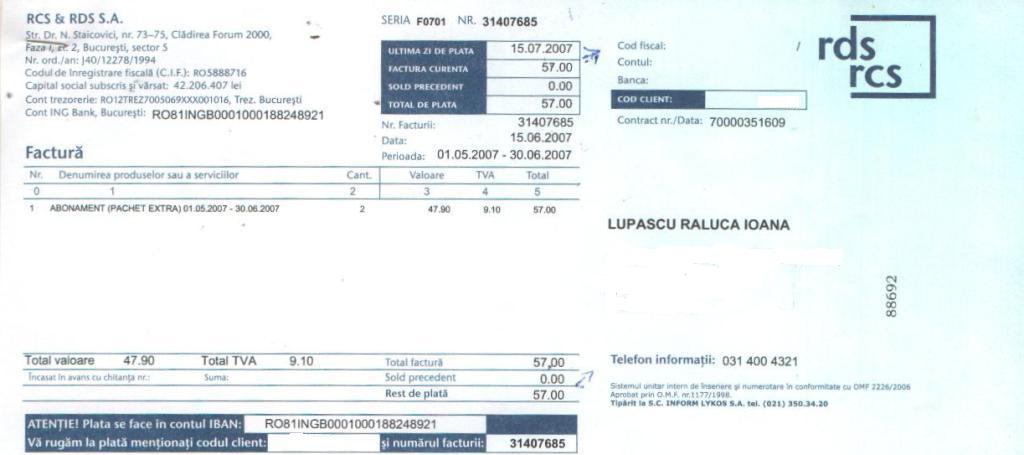 RCS & RDS S.A.
Str. Dr. N. Staicovici, nr. 73-75, Clădirea Forum 2000,
Faza I, et. 2, Bucureşti, sector 5
Nr. ord./an: J40/12278/1994
Codul de înregistrare fiscală (C.I.F.): RO5888716
Capital social subscris şi vărsat: 42.206.407 lei
Cont trezorerie: RO12TREZ7005069XXX001016, Trez. Bucureşti
Cont ING Bank, Bucureşti: RO81INGB0001000188248921
SERIA F0701 NR. 31407685
ULTIMA ZI DE PLATA 15.07.2007
FACTURA CURENTA 57.00
SOLD PRECEDENT 0.00
TOTAL DE PLATA 57.00
Nr. Facturii: 31407685
Data: 15.06.2007
Perioada: 01.05.2007 - 30.06.2007
Cod fiscal: /
Contul:
Banca:
COD CLIENT:
Contract nr./Data: 70000351609
rds
rcs
Factură
Nr. Denumirea produselor sau a serviciilor Cant. Valoare TVA Total
0 1 2 3 4 5
1 ABONAMENT (PACHET EXTRA) 01.05.2007 - 30.06.2007 2 47.90 9.10 57.00
LUPASCU RALUCA IOANA
88692
Total valoare 47.90 Total TVA 9.10 Total factură 57,00
Încasat în avans cu chitanţa nr.: Suma: Sold precedent 0.00
Rest de plată 57.00
Telefon informaţii: 031 400 4321
Sistemul unitar intern de înseriere şi numerotare în conformitate cu OMF 2226/2006
Aprobat prin O.M.F. nr.1177/1998.
Tipărit la S.C. INFORM LYKOS S.A. tel. (021) 350.34.20
ATENŢIE! Plata se face în contul IBAN: RO81INGB0001000188248921
Vă rugăm la plată menţionaţi codul client: şi numărul facturii: 31407685